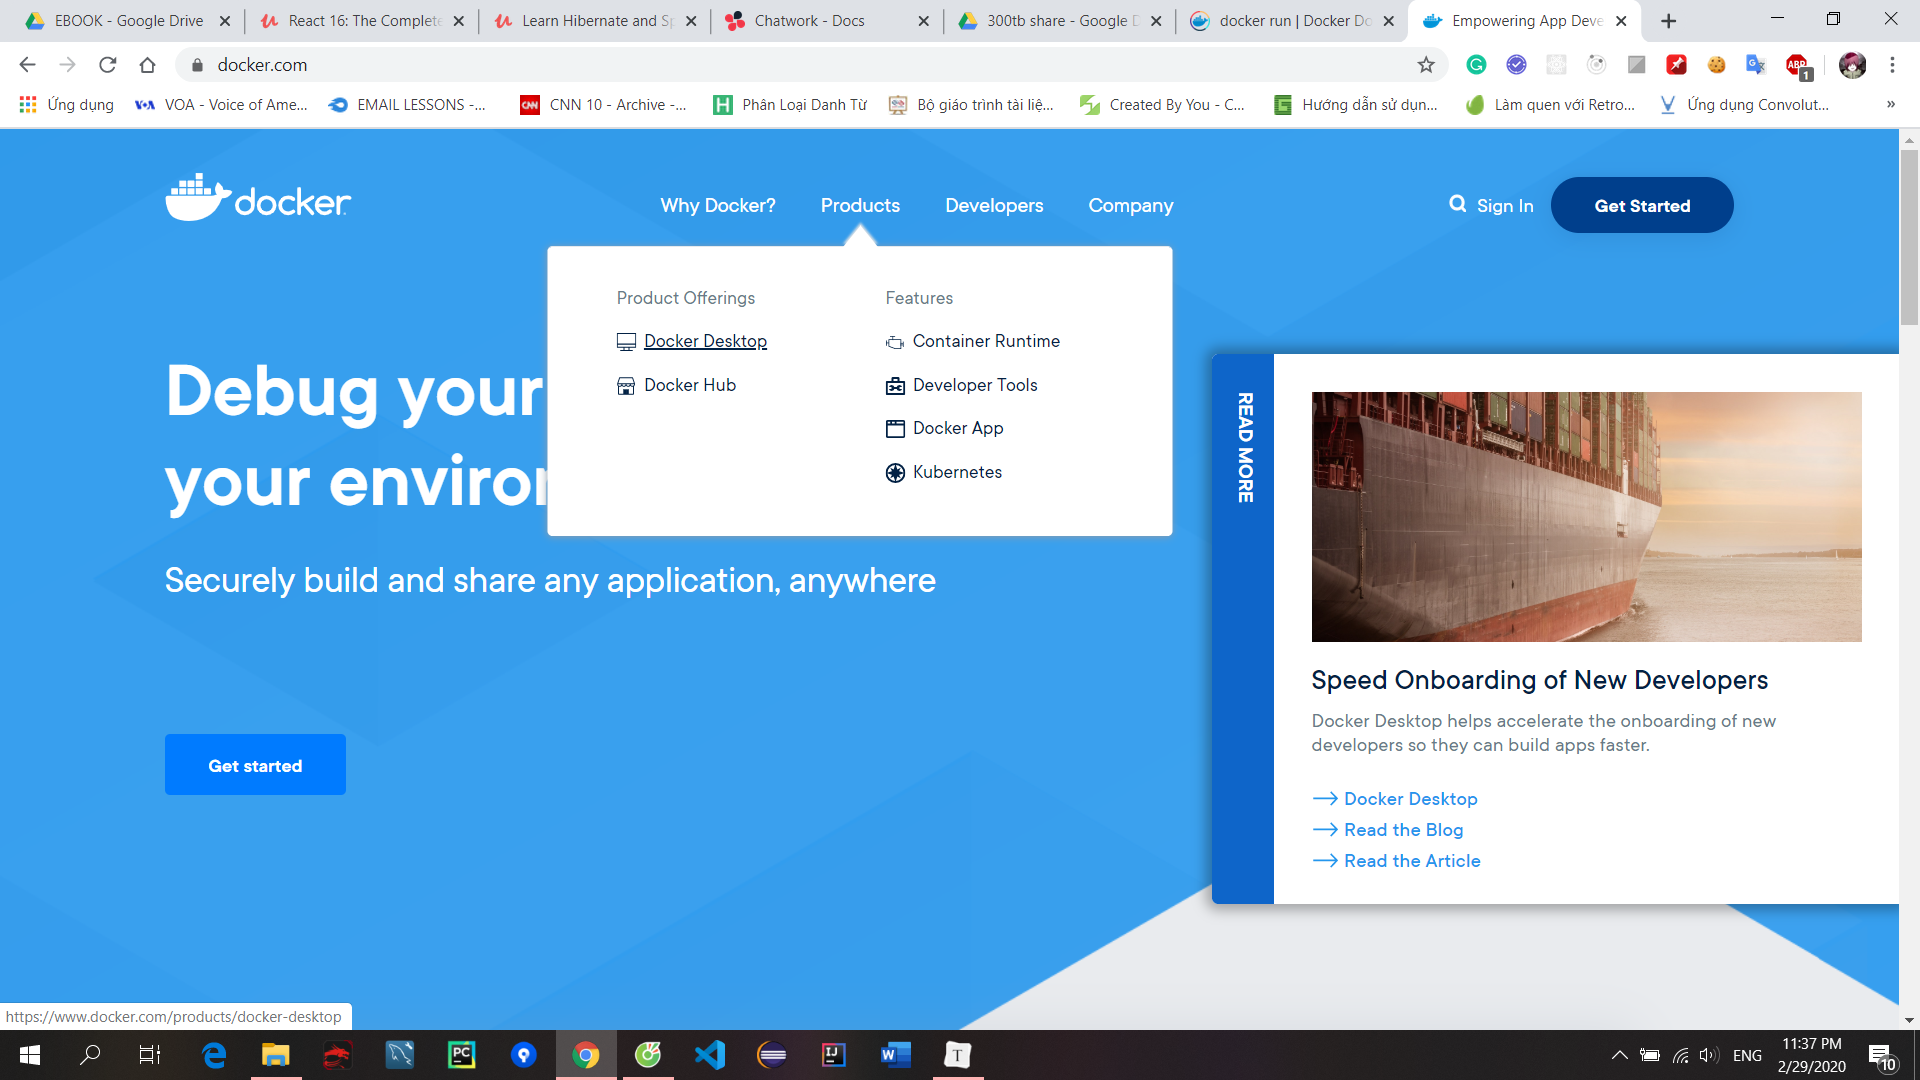 EBOOK - Google Drive
React 16: The Complete
Learn Hibernate and Sp
Chatwork - Docs
300tb share - Google D
docker run | Docker Do
Empowering App Deve
docker.com
ABP
1
Ứng dụng
VOA - Voice of Ame...
EMAIL LESSONS -...
CNN 10 - Archive -...
Phân Loại Danh Từ
Bộ giáo trình tài liệ...
Created By You - C...
Hướng dẫn sử dụn...
Làm quen với Retro...
Ứng dụng Convolut...
»
docker
Why Docker?
Products
Developers
Company
Sign In
Get Started
Product Offerings
Docker Desktop
Docker Hub
Features
Container Runtime
Developer Tools
Docker App
Kubernetes
Debug your
your enviro
Securely build and share any application, anywhere
Get started
READ MORE
Speed Onboarding of New Developers
Docker Desktop helps accelerate the onboarding of new
developers so they can build apps faster.
Docker Desktop
Read the Blog
Read the Article
https://www.docker.com/products/docker-desktop
ENG
11:37 PM
2/29/2020
10